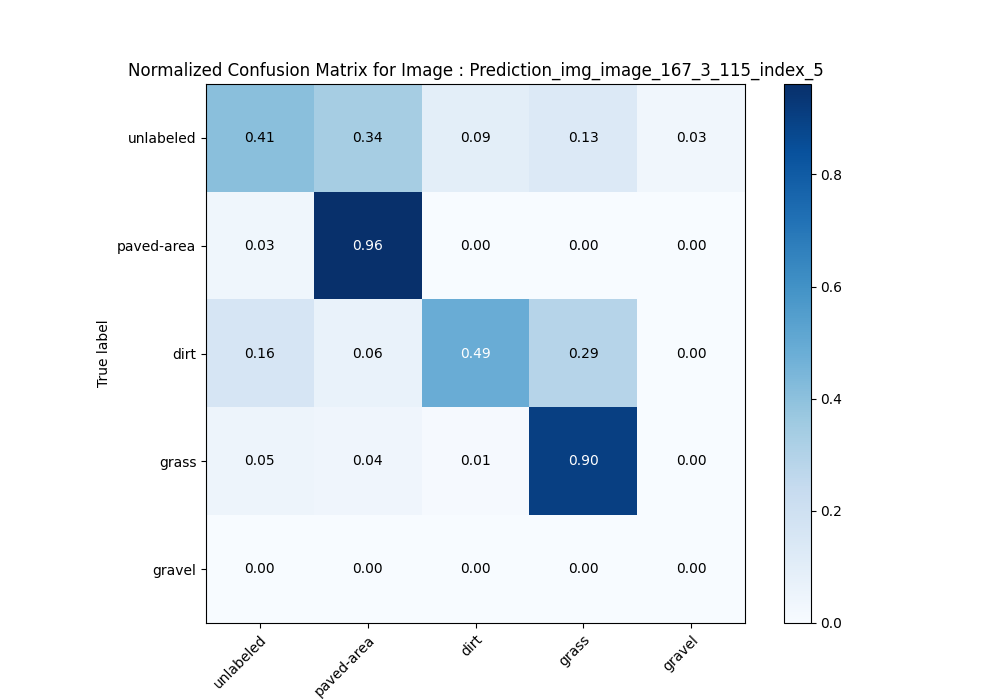 Normalized Confusion Matrix for Image : Prediction_img_image_167_3_115_index_5
unlabeled 0.41 0.34 0.09 0.13 0.03
paved-area 0.03 0.96 0.00 0.00 0.00
dirt 0.16 0.06 0.49 0.29 0.00
grass 0.05 0.04 0.01 0.90 0.00
gravel 0.00 0.00 0.00 0.00 0.00
True label
unlabeled paved-area dirt grass gravel
0.8
0.6
0.4
0.2
0.0